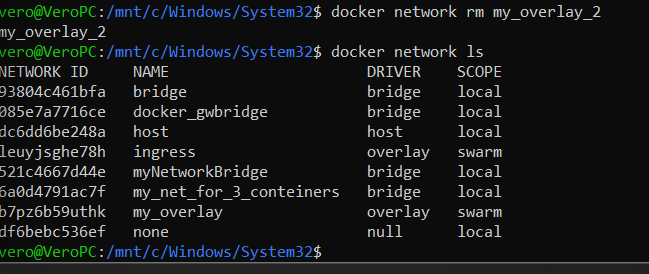 vero@VeroPC:/mnt/c/Windows/System32$ docker network rm my_overlay_2
my_overlay_2
vero@VeroPC:/mnt/c/Windows/System32$ docker network ls
NETWORK ID     NAME                      DRIVER    SCOPE
93804c461bfa   bridge                    bridge    local
085e7a7716ce   docker_gwbridge           bridge    local
dc6dd6be248a   host                      host      local
leuyjsghe78h   ingress                   overlay   swarm
521c4667d44e   myNetworkBridge           bridge    local
6a0d4791ac7f   my_net_for_3_conteiners   bridge    local
b7pz6b59uthk   my_overlay                overlay   swarm
df6bebc536ef   none                      null      local
vero@VeroPC:/mnt/c/Windows/System32$